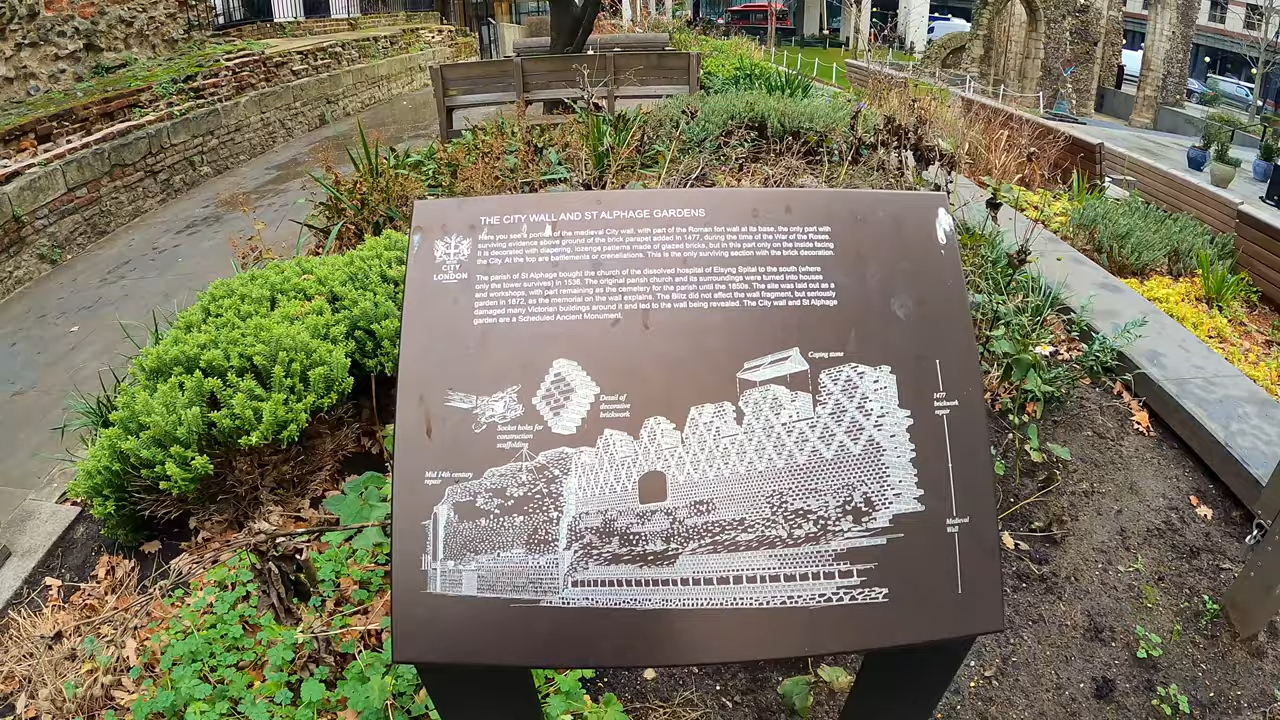 THE CITY WALL AND ST ALPHAGE GARDENS
Here you see a portion of the medieval City wall, with part of the Roman fort wall at its base, the only part with
surviving evidence above ground of the brick parapet added in 1477, during the time of the War of the Roses.
It is decorated with diapering, lozenge patterns made of glazed bricks, but in this part only on the inside facing
the City. At the top are battlements or crenellations. This is the only surviving section with the brick decoration.
CITY
OF
LONDON
The parish of St Alphage bought the church of the dissolved hospital of Elsyng Spital to the south (where
only the tower survives) in 1536. The original parish church and its surroundings were turned into houses
and workshops, with part remaining as the cemetery for the parish until the 1850s. The site was laid out as a
garden in 1872, as the memorial on the wall explains. The Blitz did not affect the wall fragment, but seriously
damaged many Victorian buildings around it and led to the wall being revealed. The City wall and St Alphage
garden are a Scheduled Ancient Monument.
Coping stone
Detail of
decorative
brickwork
Socket holes for
construction
scaffolding
1477
brickwork
repair
Mid 14th century
repair
Medieval
Wall